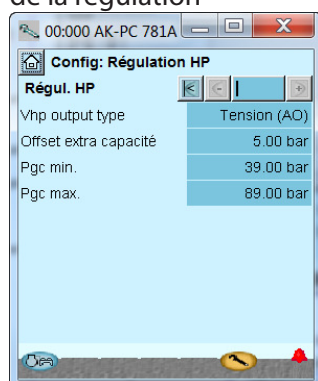 de la régulation
00:000 AK-PC 781A
Config: Régulation HP
Régul. HP
Vhp output type Tension (AO)
Offset extra capacité 5.00 bar
Pgc min. 39.00 bar
Pgc max. 89.00 bar